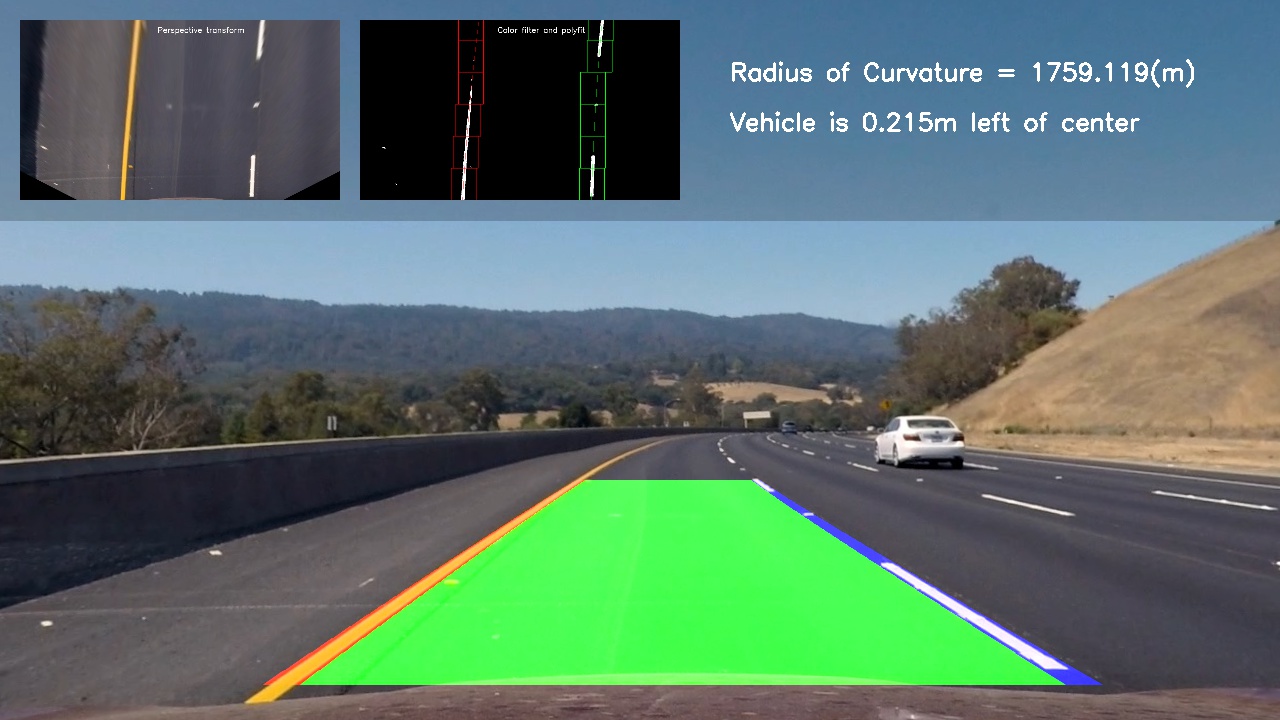 Perspective transform
Color filter and polyfit
Radius of Curvature = 1759.119(m)
Vehicle is 0.215m left of center